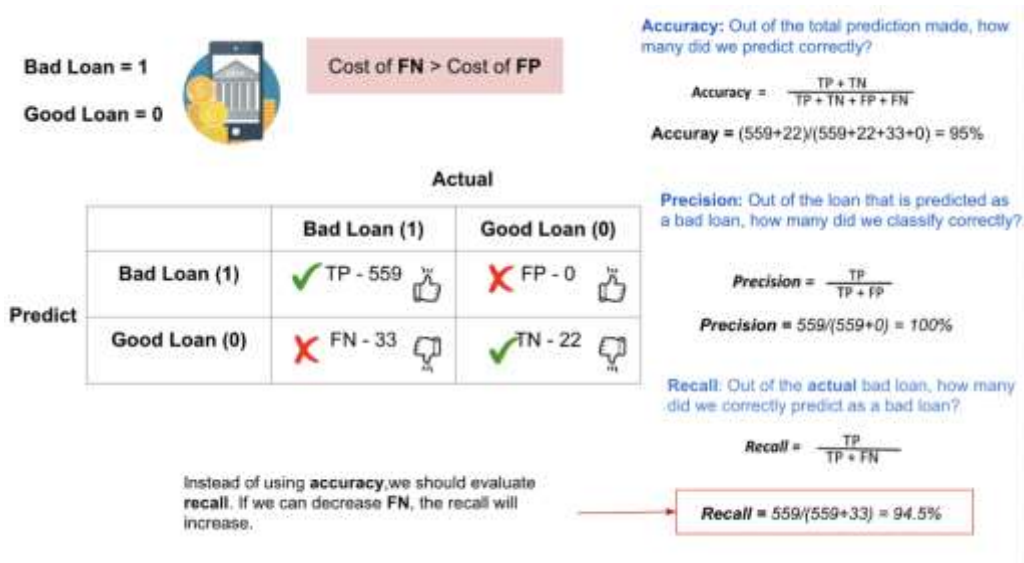 Bad Loan = 1
Good Loan = 0
Cost of FN > Cost of FP
Accuracy: Out of the total prediction made, how
many did we predict correctly?
Accuracy = TP + TN
TP + TN + FP + FN
Accuray = (559+22)/(559+22+33+0) = 95%
Actual
Bad Loan (1) Good Loan (0)
Bad Loan (1) TP - 559 FP - 0
Predict
Good Loan (0) FN - 33 TN - 22
Precision: Out of the loan that is predicted as
a bad loan, how many did we classify correctly?
Precision = TP
TP + FP
Precision = 559/(559+0) = 100%
Recall: Out of the actual bad loan, how many
did we correctly predict as a bad loan?
Recall = TP
TP + FN
Instead of using accuracy,we should evaluate
recall. If we can decrease FN, the recall will
increase.
Recall = 559/(559+33) = 94.5%